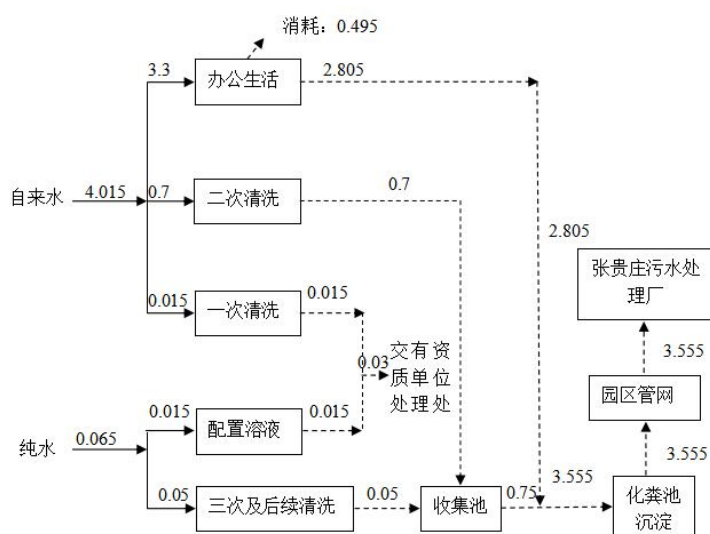 消耗：0.495
3.3
办公生活
2.805
自来水
4.015
0.7
二次清洗
0.7
2.805
张贵庄污水处
理厂
0.015
一次清洗
0.015
0.03
交有资
质单位
处理处
3.555
园区管网
纯水
0.065
0.015
配置溶液
0.015
3.555
0.05
三次及后续清洗
0.05
收集池
0.75
3.555
化粪池
沉淀